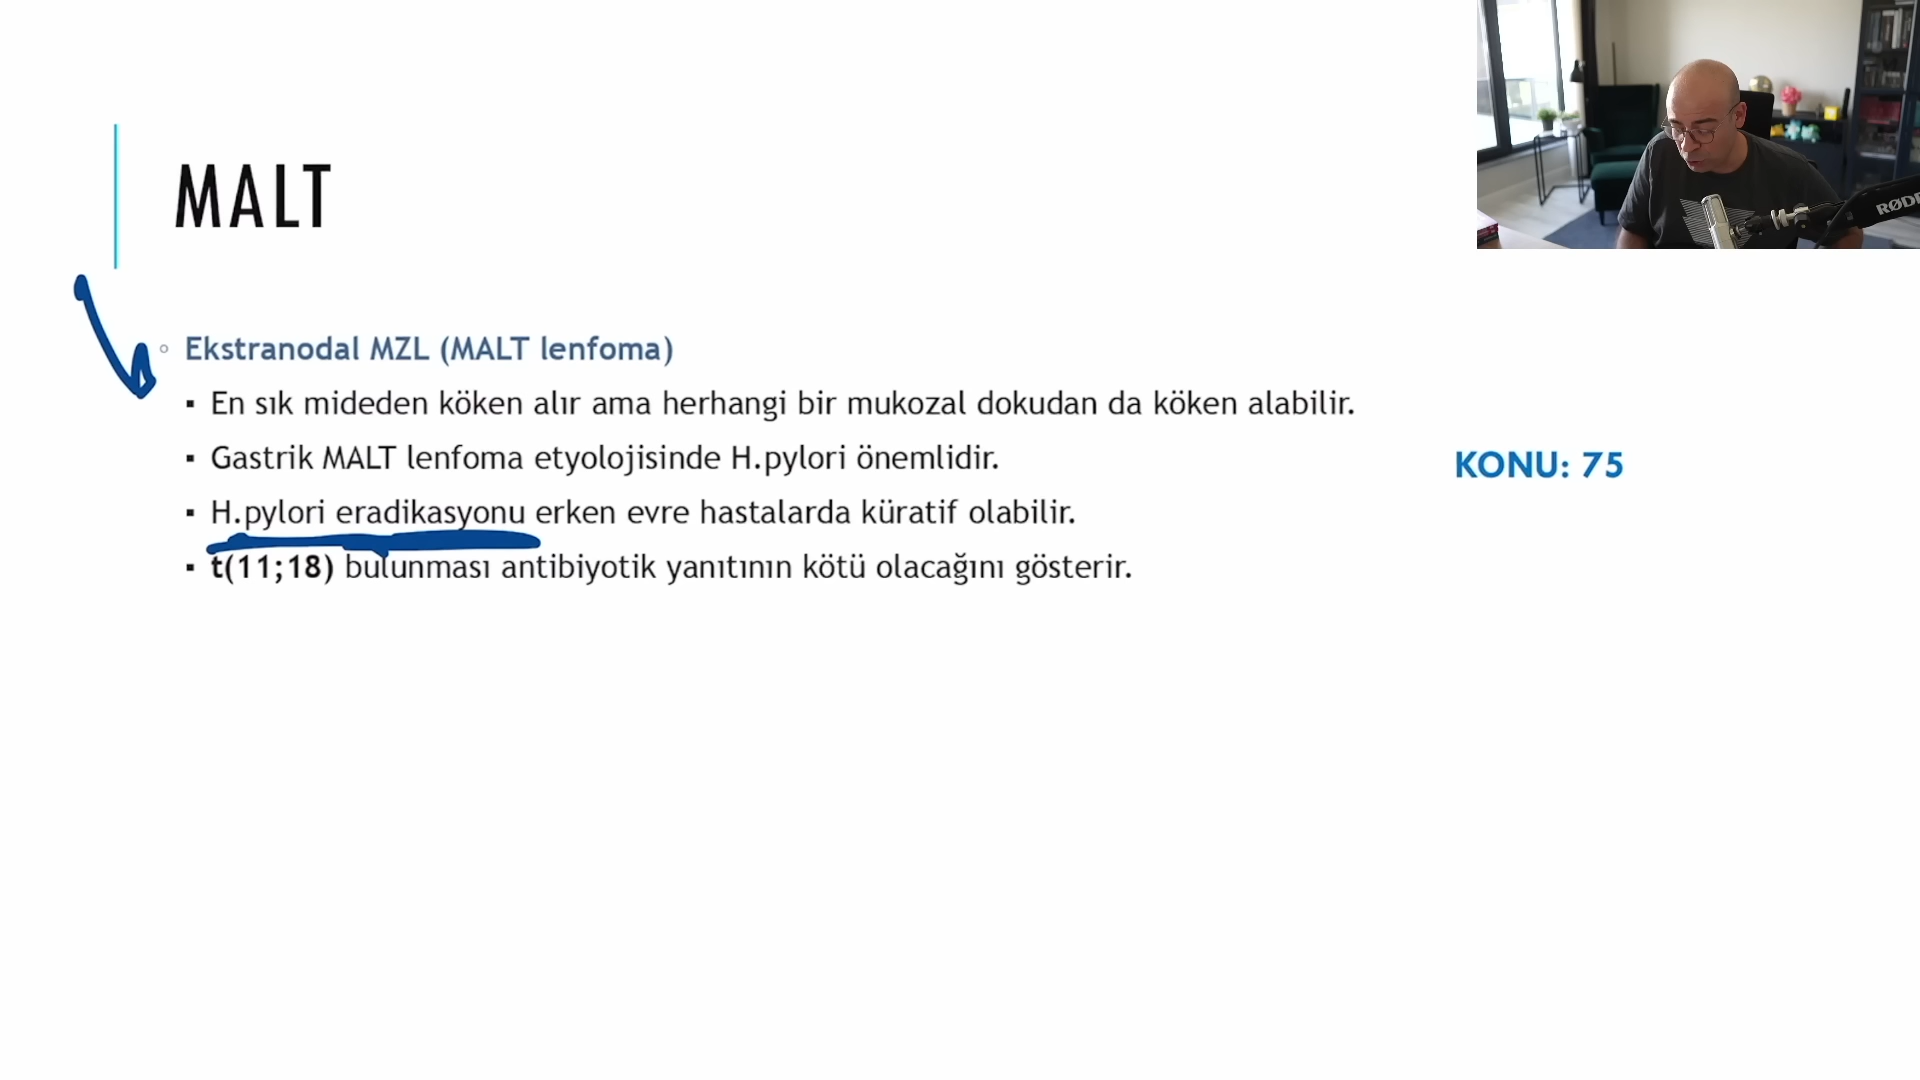 MALT
Ekstranodal MZL (MALT lenfoma)
▪ En sık mideden köken alır ama herhangi bir mukozal dokudan da köken alabilir.
▪ Gastrik MALT lenfoma etyolojisinde H.pylori önemlidir.
▪ H.pylori eradikasyonu erken evre hastalarda küratif olabilir.
▪ t(11;18) bulunması antibiyotik yanıtının kötü olacağını gösterir.
KONU: 75
RØDE